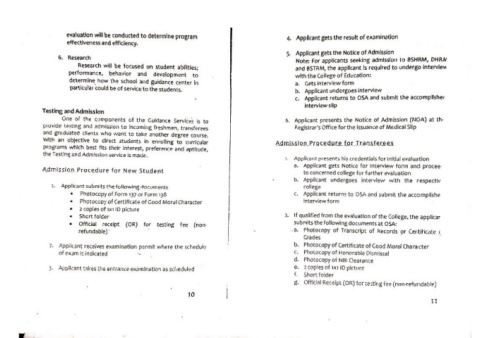 evaluation will be conducted to determine program
effectiveness and efficiency.
6. Research
Research will be focused on student abilities;
performance, behavior and development to
determine how the school and guidance center in
particular could be of service to the students.
Testing and Admission
One of the components of the Guidance Services is to
provide testing and admission to incoming freshmen, transferees
and graduated clients who want to take another degree course.
With an objective to direct students in enrolling to curricular
programs which best fits their interest, preference and aptitude,
the Testing and Admission service is made.
Admission Procedure for New Student
1. Applicant submits the following documents
• Photocopy of Form 137 or Form 138
• Photocopy of Certificate of Good Moral Character
• 2 copies of 1x1 ID picture
• Short folder
• Official receipt (OR) for testing fee (non-
refundable)
2. Applicant receives examination permit where the schedule
of exam is indicated
3. Applicant takes the entrance examination as scheduled
10
4. Applicant gets the result of examination
5. Applicant gets the Notice of Admission
Note: For applicants seeking admission to BSHRM, DHRM
and BSTRM, the applicant is required to undergo interview
with the College of Education:
a. Gets interview form
b. Applicant undergoes interview
c. Applicant returns to OSA and submit the accomplishe
interview slip
6. Applicant presents the Notice of Admission (NOA) at th
Registrar's Office for the issuance of Medical Slip
Admission Procedure for Transferees
1. Applicant presents his credentials for initial evaluation
a. Applicant gets Notice for interview form and procee
to concerned college for further evaluation
b. Applicant undergoes interview with the respectiv
college
c. Applicant returns to OSA and submit the accomplishe
interview form
2. If qualified from the evaluation of the College, the applicar
submits the following documents at OSA:
a. Photocopy of Transcript of Records or Certificate
Grades
b. Photocopy of Certificate of Good Moral Character
c. Photocopy of Honorable Dismissal
d. Photocopy of NBI Clearance
e. 2 copies of 1x1 ID picture
f. Short folder
g. Official Receipt (OR) for testing fee (non-refundable)
11